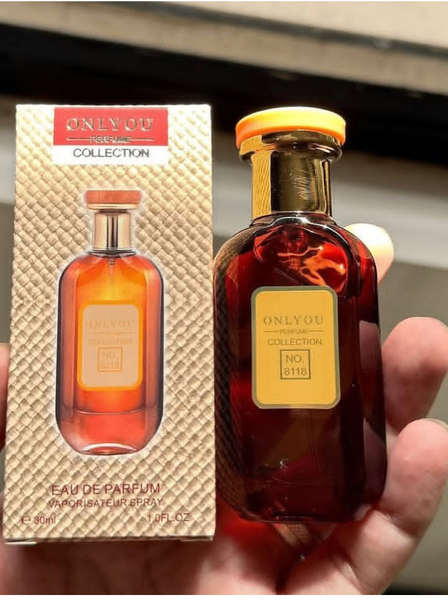 ONLYOU
PERFUME
COLLECTION
ONLYOU
COLLECTION
NO.
8118
EAU DE PARFUM
VAPORISATEUR SPRAY
℮ 30ml 1.0FL.OZ
ONLYOU
PERFUME
COLLECTION
NO.
8118